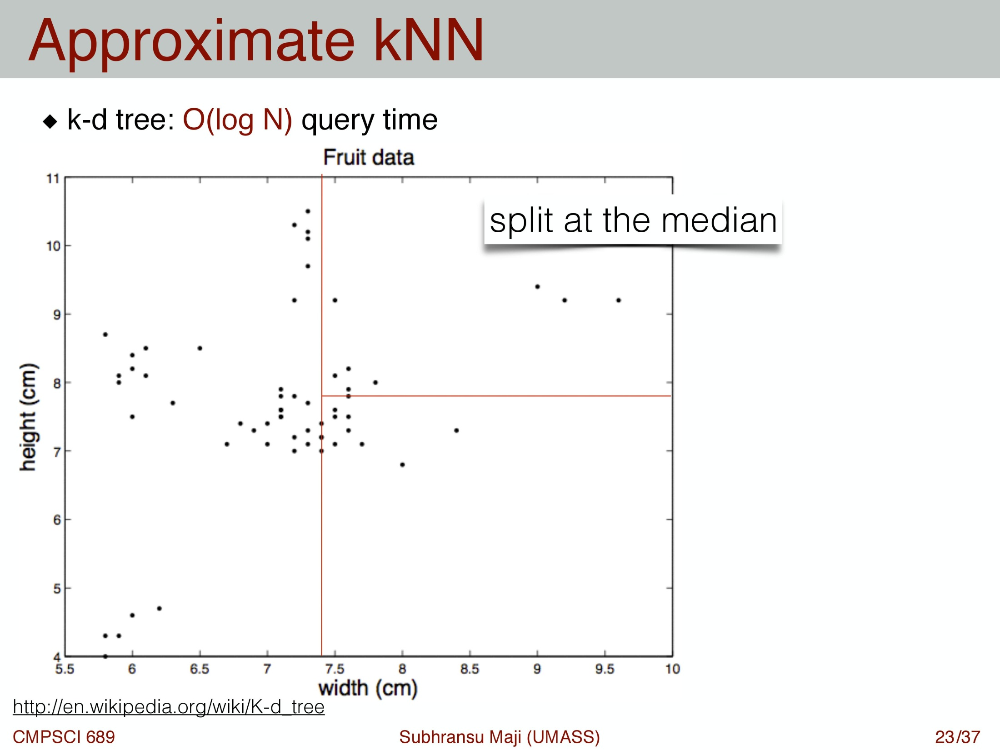 Approximate kNN
◆ k-d tree: O(log N) query time
Fruit data
split at the median
11
10
9
8
7
6
5
4
height (cm)
5.5 6 6.5 7 7.5 8 8.5 9 9.5 10
width (cm)
http://en.wikipedia.org/wiki/K-d_tree
CMPSCI 689 Subhransu Maji (UMASS) 23/37